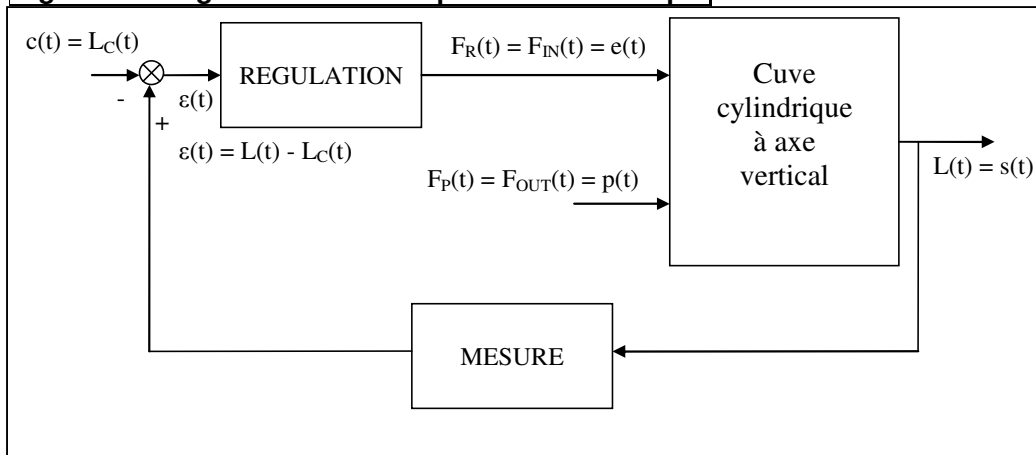 c(t) = L_C(t)
F_R(t) = F_IN(t) = e(t)
REGULATION
Cuve
cylindrique
à axe
vertical
-
ε(t)
+
ε(t) = L(t) - L_C(t)
L(t) = s(t)
F_P(t) = F_OUT(t) = p(t)
MESURE